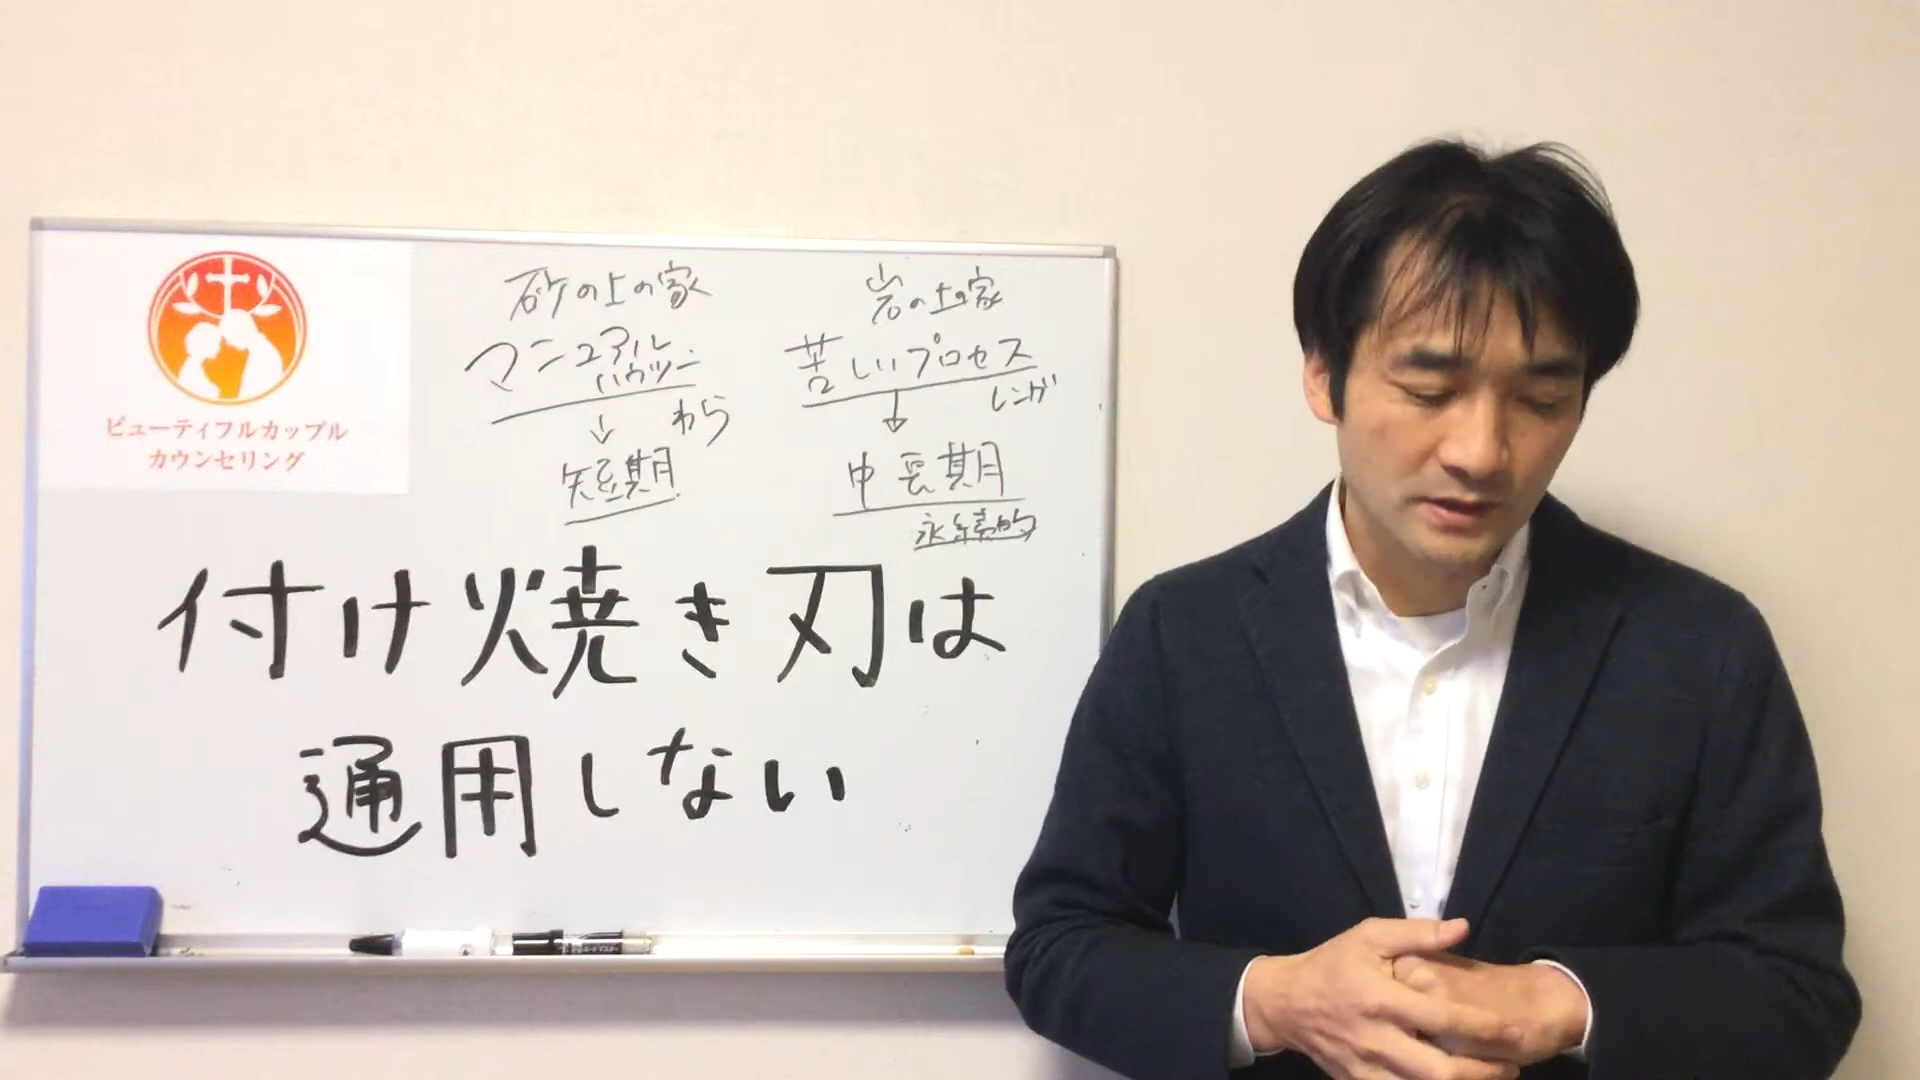 ビューティフルカップル
カウンセリング
砂の上の家
マニュアル
ハウツー
わら
↓
短期
岩の上の家
苦しいプロセス
レンガ
↓
中長期
永続的
付け焼き刃は
通用しない